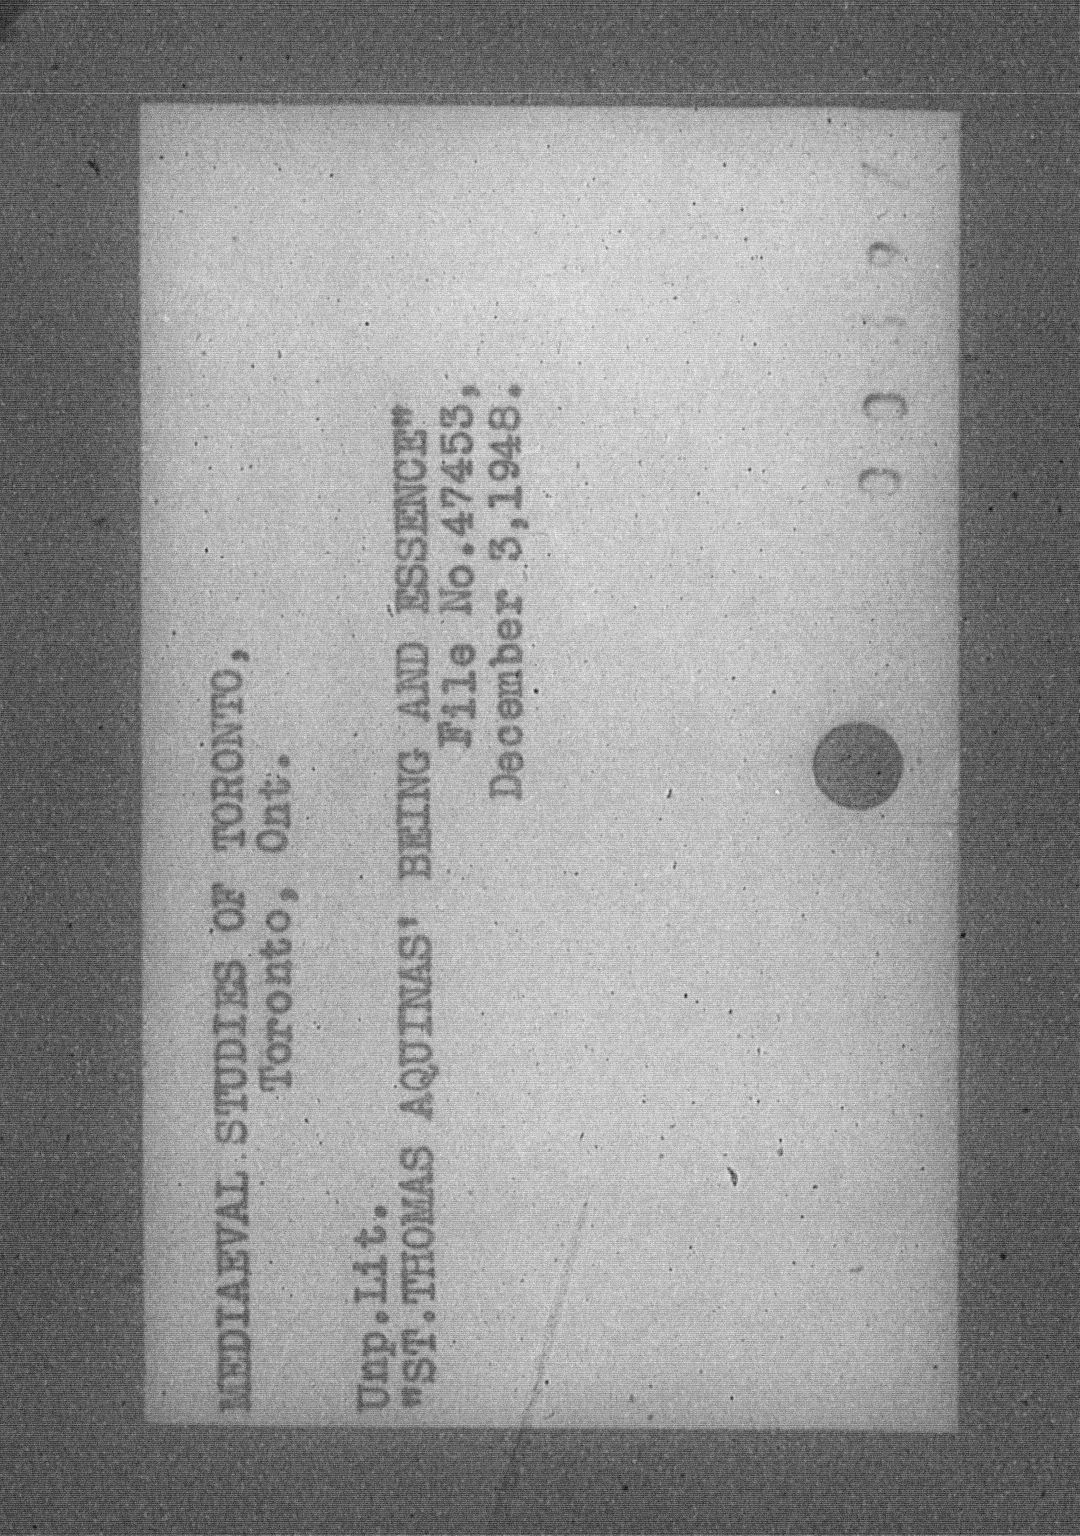 MEDIAEVAL STUDIES OF TORONTO,
Toronto, Ont.
Unp.Lit.
"ST.THOMAS AQUINAS' BEING AND ESSENCE"
File No.47453,
December 3,1948.